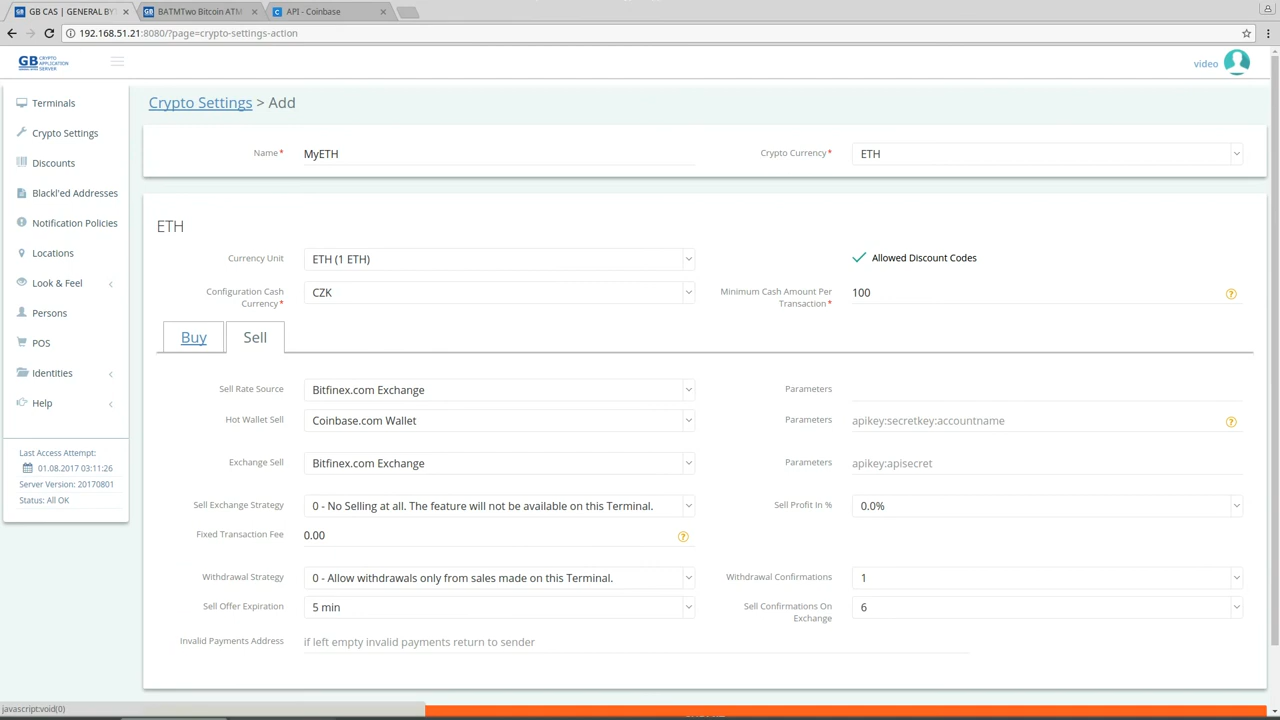 GB CAS | GENERAL BY
BATMTwo Bitcoin ATM
API - Coinbase
192.168.51.21:8080/?page=crypto-settings-action
GB CRYPTO APPLICATION SERVER
video
Terminals
Crypto Settings
Discounts
Blackl'ed Addresses
Notification Policies
Locations
Look & Feel
Persons
POS
Identities
Help
Last Access Attempt:
01.08.2017 03:11:26
Server Version: 20170801
Status: All OK
Crypto Settings > Add
Name* MyETH Crypto Currency* ETH
ETH
Currency Unit ETH (1 ETH) Allowed Discount Codes
Configuration Cash Currency* CZK Minimum Cash Amount Per Transaction* 100
Buy Sell
Sell Rate Source Bitfinex.com Exchange Parameters
Hot Wallet Sell Coinbase.com Wallet Parameters apikey:secretkey:accountname
Exchange Sell Bitfinex.com Exchange Parameters apikey:apisecret
Sell Exchange Strategy 0 - No Selling at all. The feature will not be available on this Terminal. Sell Profit In % 0.0%
Fixed Transaction Fee 0.00
Withdrawal Strategy 0 - Allow withdrawals only from sales made on this Terminal. Withdrawal Confirmations 1
Sell Offer Expiration 5 min Sell Confirmations On Exchange 6
Invalid Payments Address if left empty invalid payments return to sender
javascript:void(0)